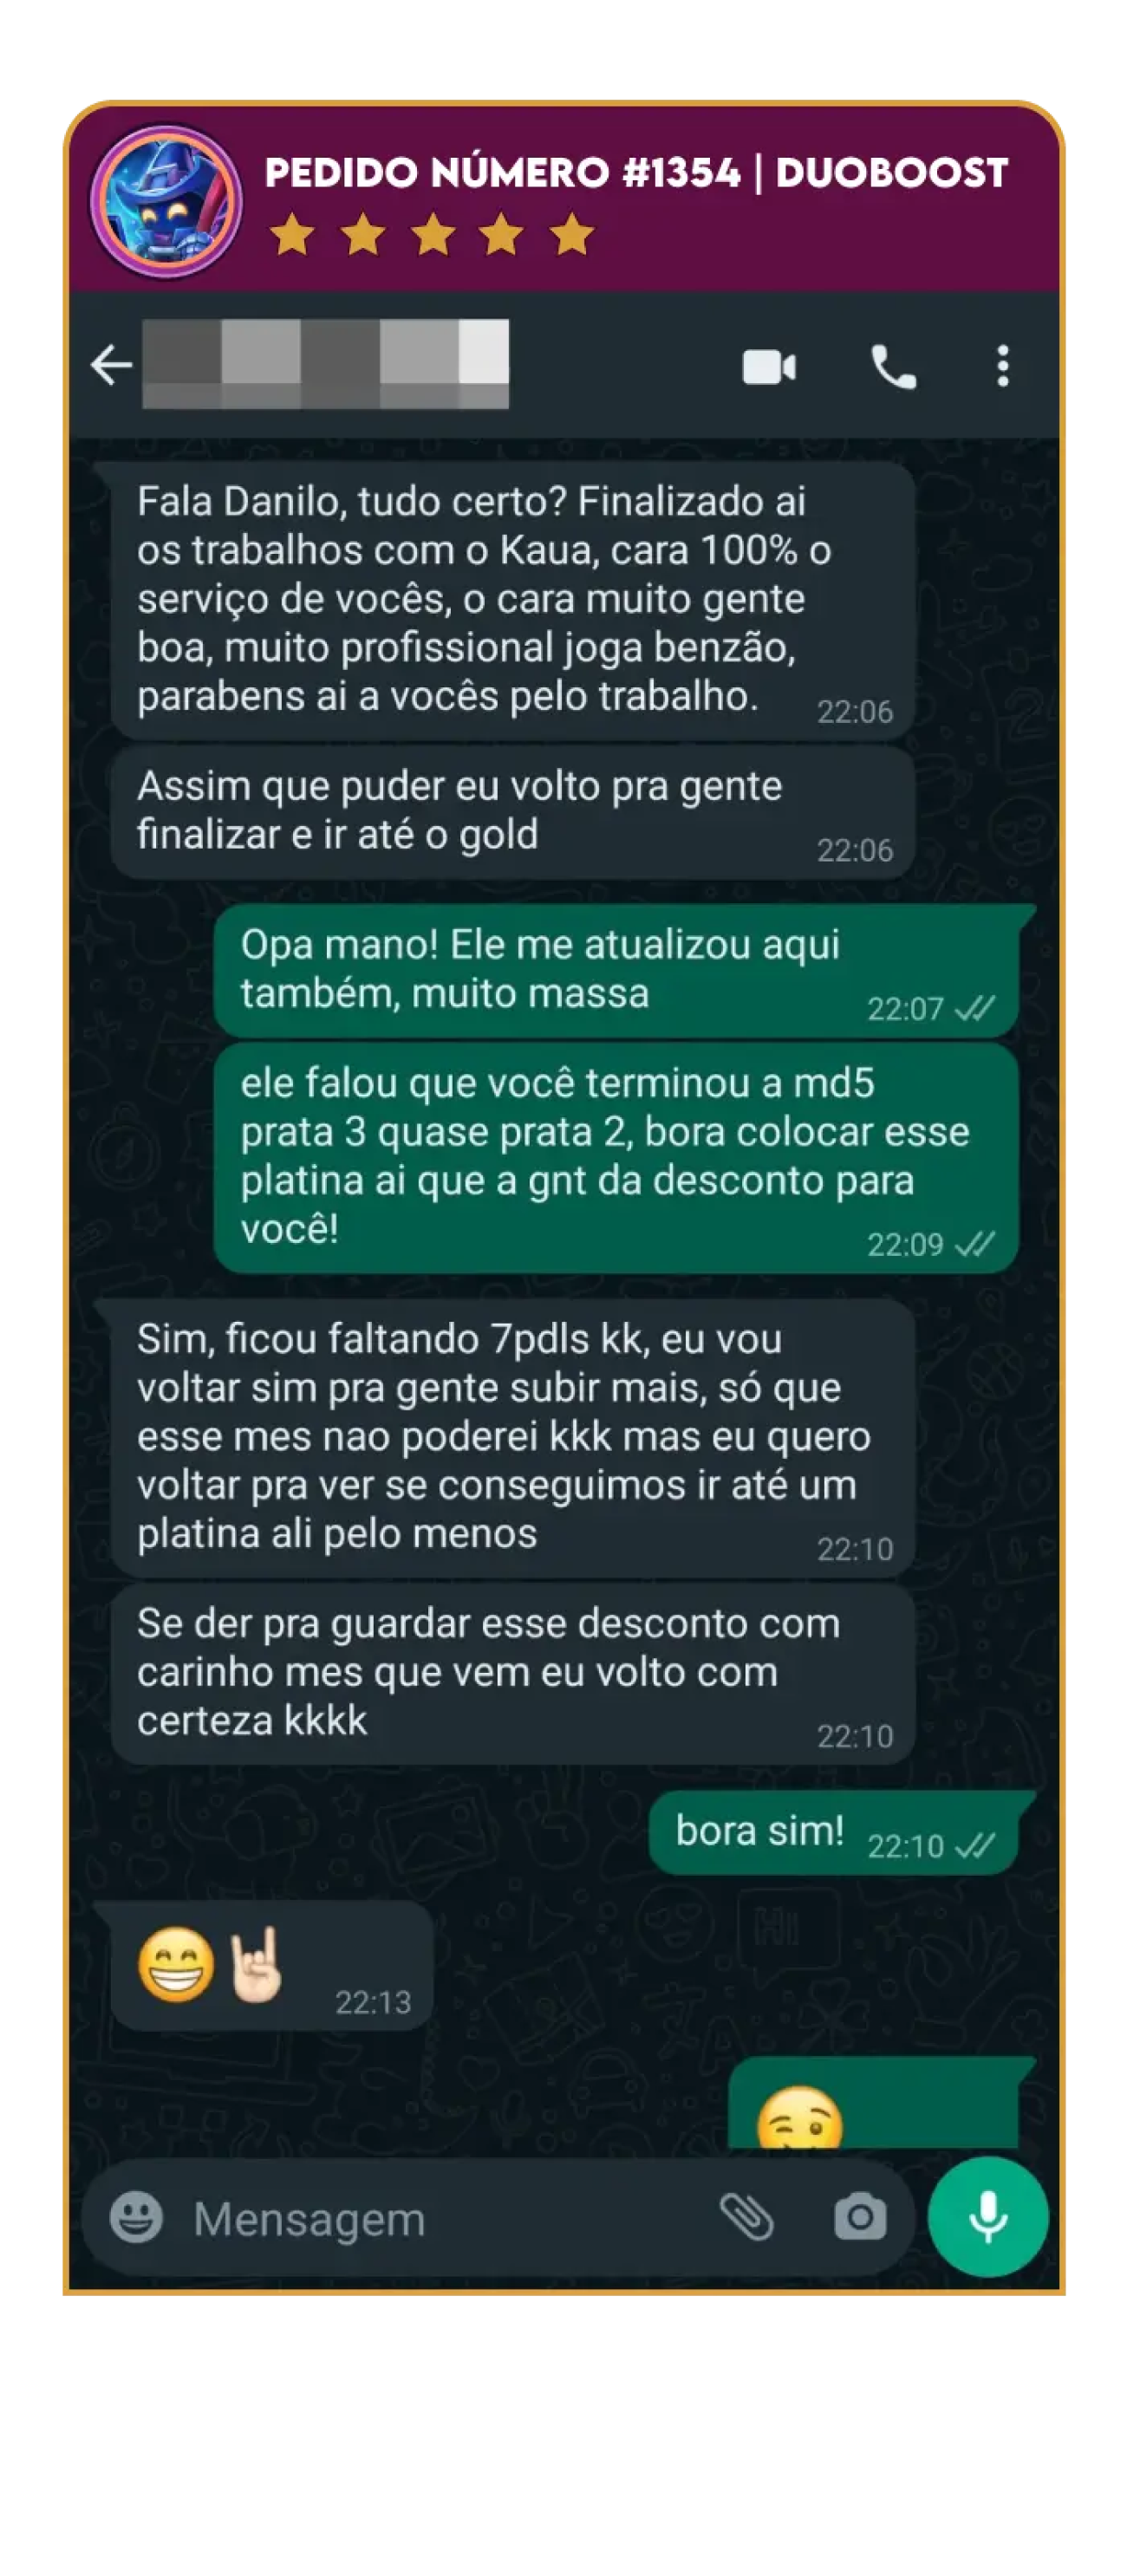 PEDIDO NÚMERO #1354 | DUOBOOST
Fala Danilo, tudo certo? Finalizado ai
os trabalhos com o Kaua, cara 100% o
serviço de vocês, o cara muito gente
boa, muito profissional joga benzão,
parabens ai a vocês pelo trabalho.
22:06
Assim que puder eu volto pra gente
finalizar e ir até o gold
22:06
Opa mano! Ele me atualizou aqui
também, muito massa
22:07
ele falou que você terminou a md5
prata 3 quase prata 2, bora colocar esse
platina ai que a gnt da desconto para
você!
22:09
Sim, ficou faltando 7pdls kk, eu vou
voltar sim pra gente subir mais, só que
esse mes nao poderei kkk mas eu quero
voltar pra ver se conseguimos ir até um
platina ali pelo menos
22:10
Se der pra guardar esse desconto com
carinho mes que vem eu volto com
certeza kkkk
22:10
bora sim! 22:10
😁🤘🏻 22:13
Mensagem